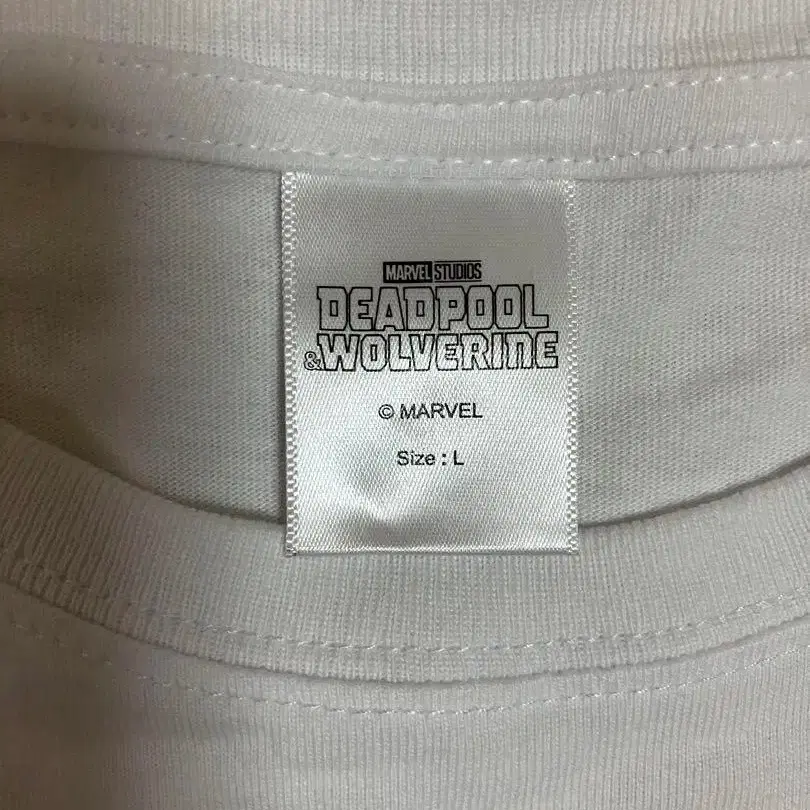 MARVEL STUDIOS
DEADPOOL
&WOLVERINE
© MARVEL
Size : L